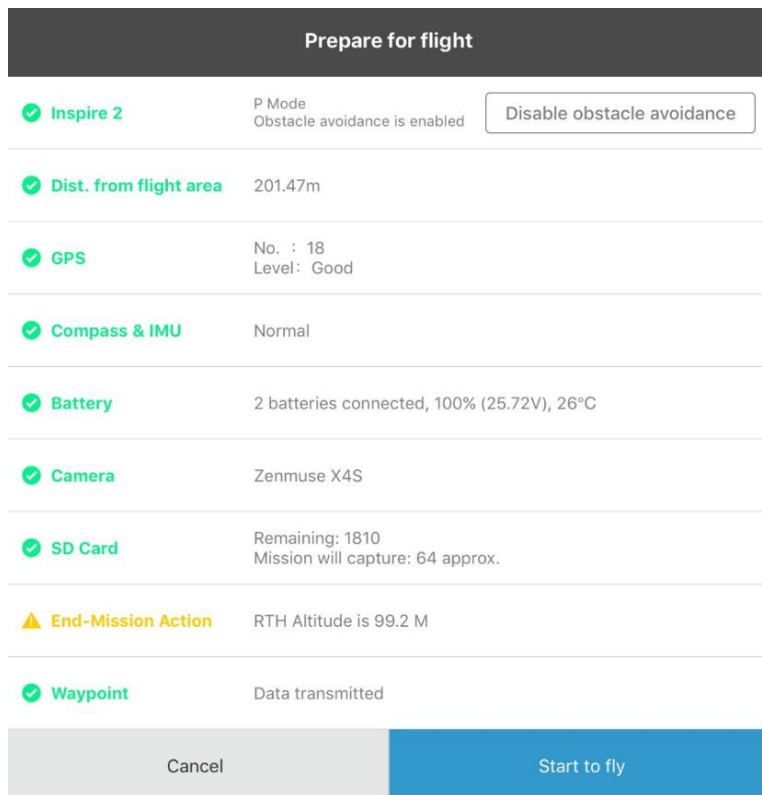 Prepare for flight
Inspire 2
P Mode
Obstacle avoidance is enabled
Disable obstacle avoidance
Dist. from flight area
201.47m
GPS
No. : 18
Level: Good
Compass & IMU
Normal
Battery
2 batteries connected, 100% (25.72V), 26°C
Camera
Zenmuse X4S
SD Card
Remaining: 1810
Mission will capture: 64 approx.
End-Mission Action
RTH Altitude is 99.2 M
Waypoint
Data transmitted
Cancel
Start to fly